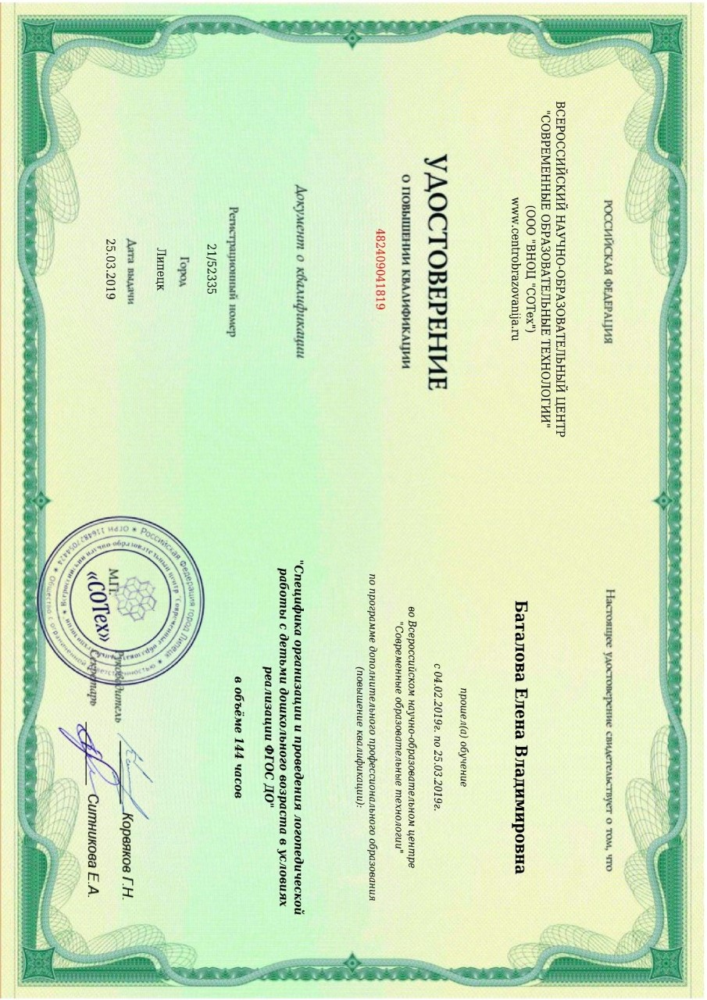 РОССИЙСКАЯ ФЕДЕРАЦИЯ
ВСЕРОССИЙСКИЙ НАУЧНО-ОБРАЗОВАТЕЛЬНЫЙ ЦЕНТР
"СОВРЕМЕННЫЕ ОБРАЗОВАТЕЛЬНЫЕ ТЕХНОЛОГИИ"
(ООО "ВНОЦ "СОТех")
www.centrobrazovanija.ru
УДОСТОВЕРЕНИЕ
О ПОВЫШЕНИИ КВАЛИФИКАЦИИ
482409041819
Документ о квалификации
Регистрационный номер
21/52335
Город
Липецк
Дата выдачи
25.03.2019
Настоящее удостоверение свидетельствует о том, что
Баталова Елена Владимировна
прошел(а) обучение
с 04.02.2019г. по 25.03.2019г.
во Всероссийском научно-образовательном центре
"Современные образовательные технологии"
по программе дополнительного профессионального образования
(повышение квалификации):
"Специфика организации и проведения логопедической
работы с детьми дошкольного возраста в условиях
реализации ФГОС ДО"
в объёме 144 часов
Руководитель Корвяков Г.Н.
Секретарь Ситникова Е.А.
М.П.
«СОТех»
Российская Федерация город Липецк
Общество с ограниченной ответственностью
ОГРН 1164827054424